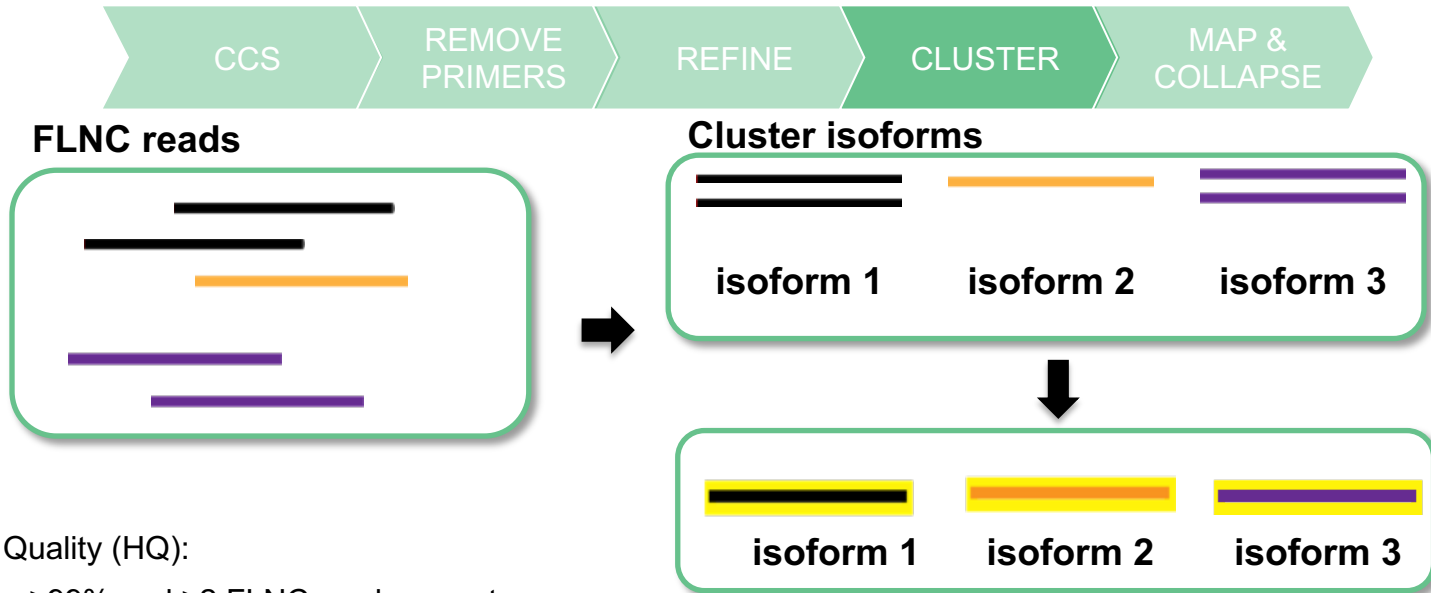 CCS
REMOVE
PRIMERS
REFINE
CLUSTER
MAP &
COLLAPSE
FLNC reads
Cluster isoforms
isoform 1 isoform 2 isoform 3
isoform 1 isoform 2 isoform 3
Quality (HQ):